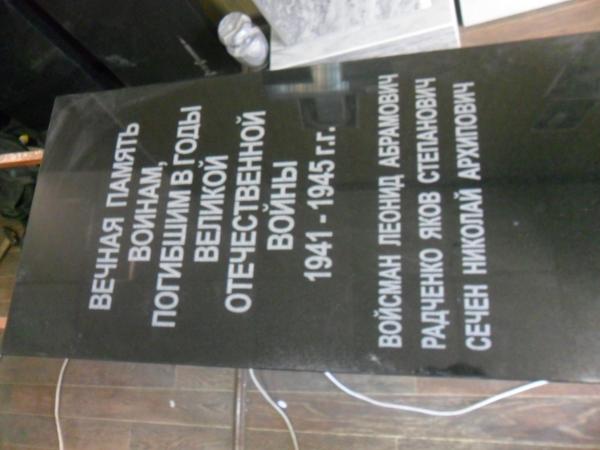 ВЕЧНАЯ ПАМЯТЬ
ВОИНАМ,
ПОГИБШИМ В ГОДЫ
ВЕЛИКОЙ
ОТЕЧЕСТВЕННОЙ
ВОЙНЫ
1941 - 1945 г.г.
ВОЙСМАН ЛЕОНИД АБРАМОВИЧ
РАДЧЕНКО ЯКОВ СТЕПАНОВИЧ
СЕЧЕН НИКОЛАЙ АРХИПОВИЧ